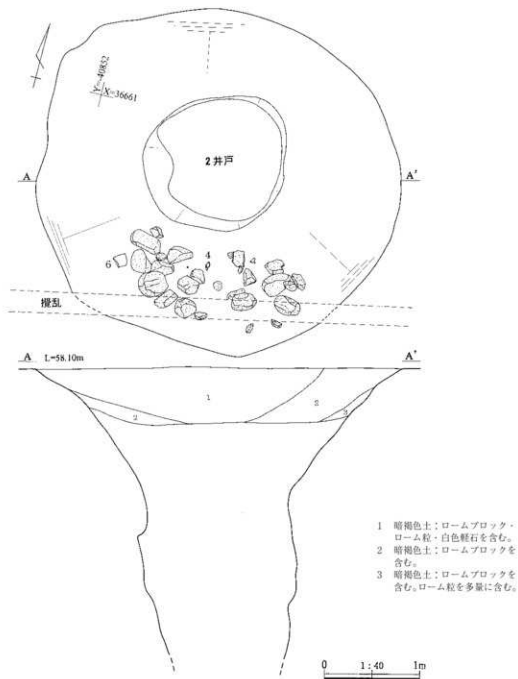 Y=40852
X=36661
2井戸
A
A'
6
4
4
攪乱
A L=58.10m
A'
1
2
2
3
1 暗褐色土；ロームブロック・
ローム粒・白色軽石を含む。
2 暗褐色土；ロームブロックを
含む。
3 暗褐色土；ロームブロックを
含む。ローム粒を多量に含む。
0 1:40 1m